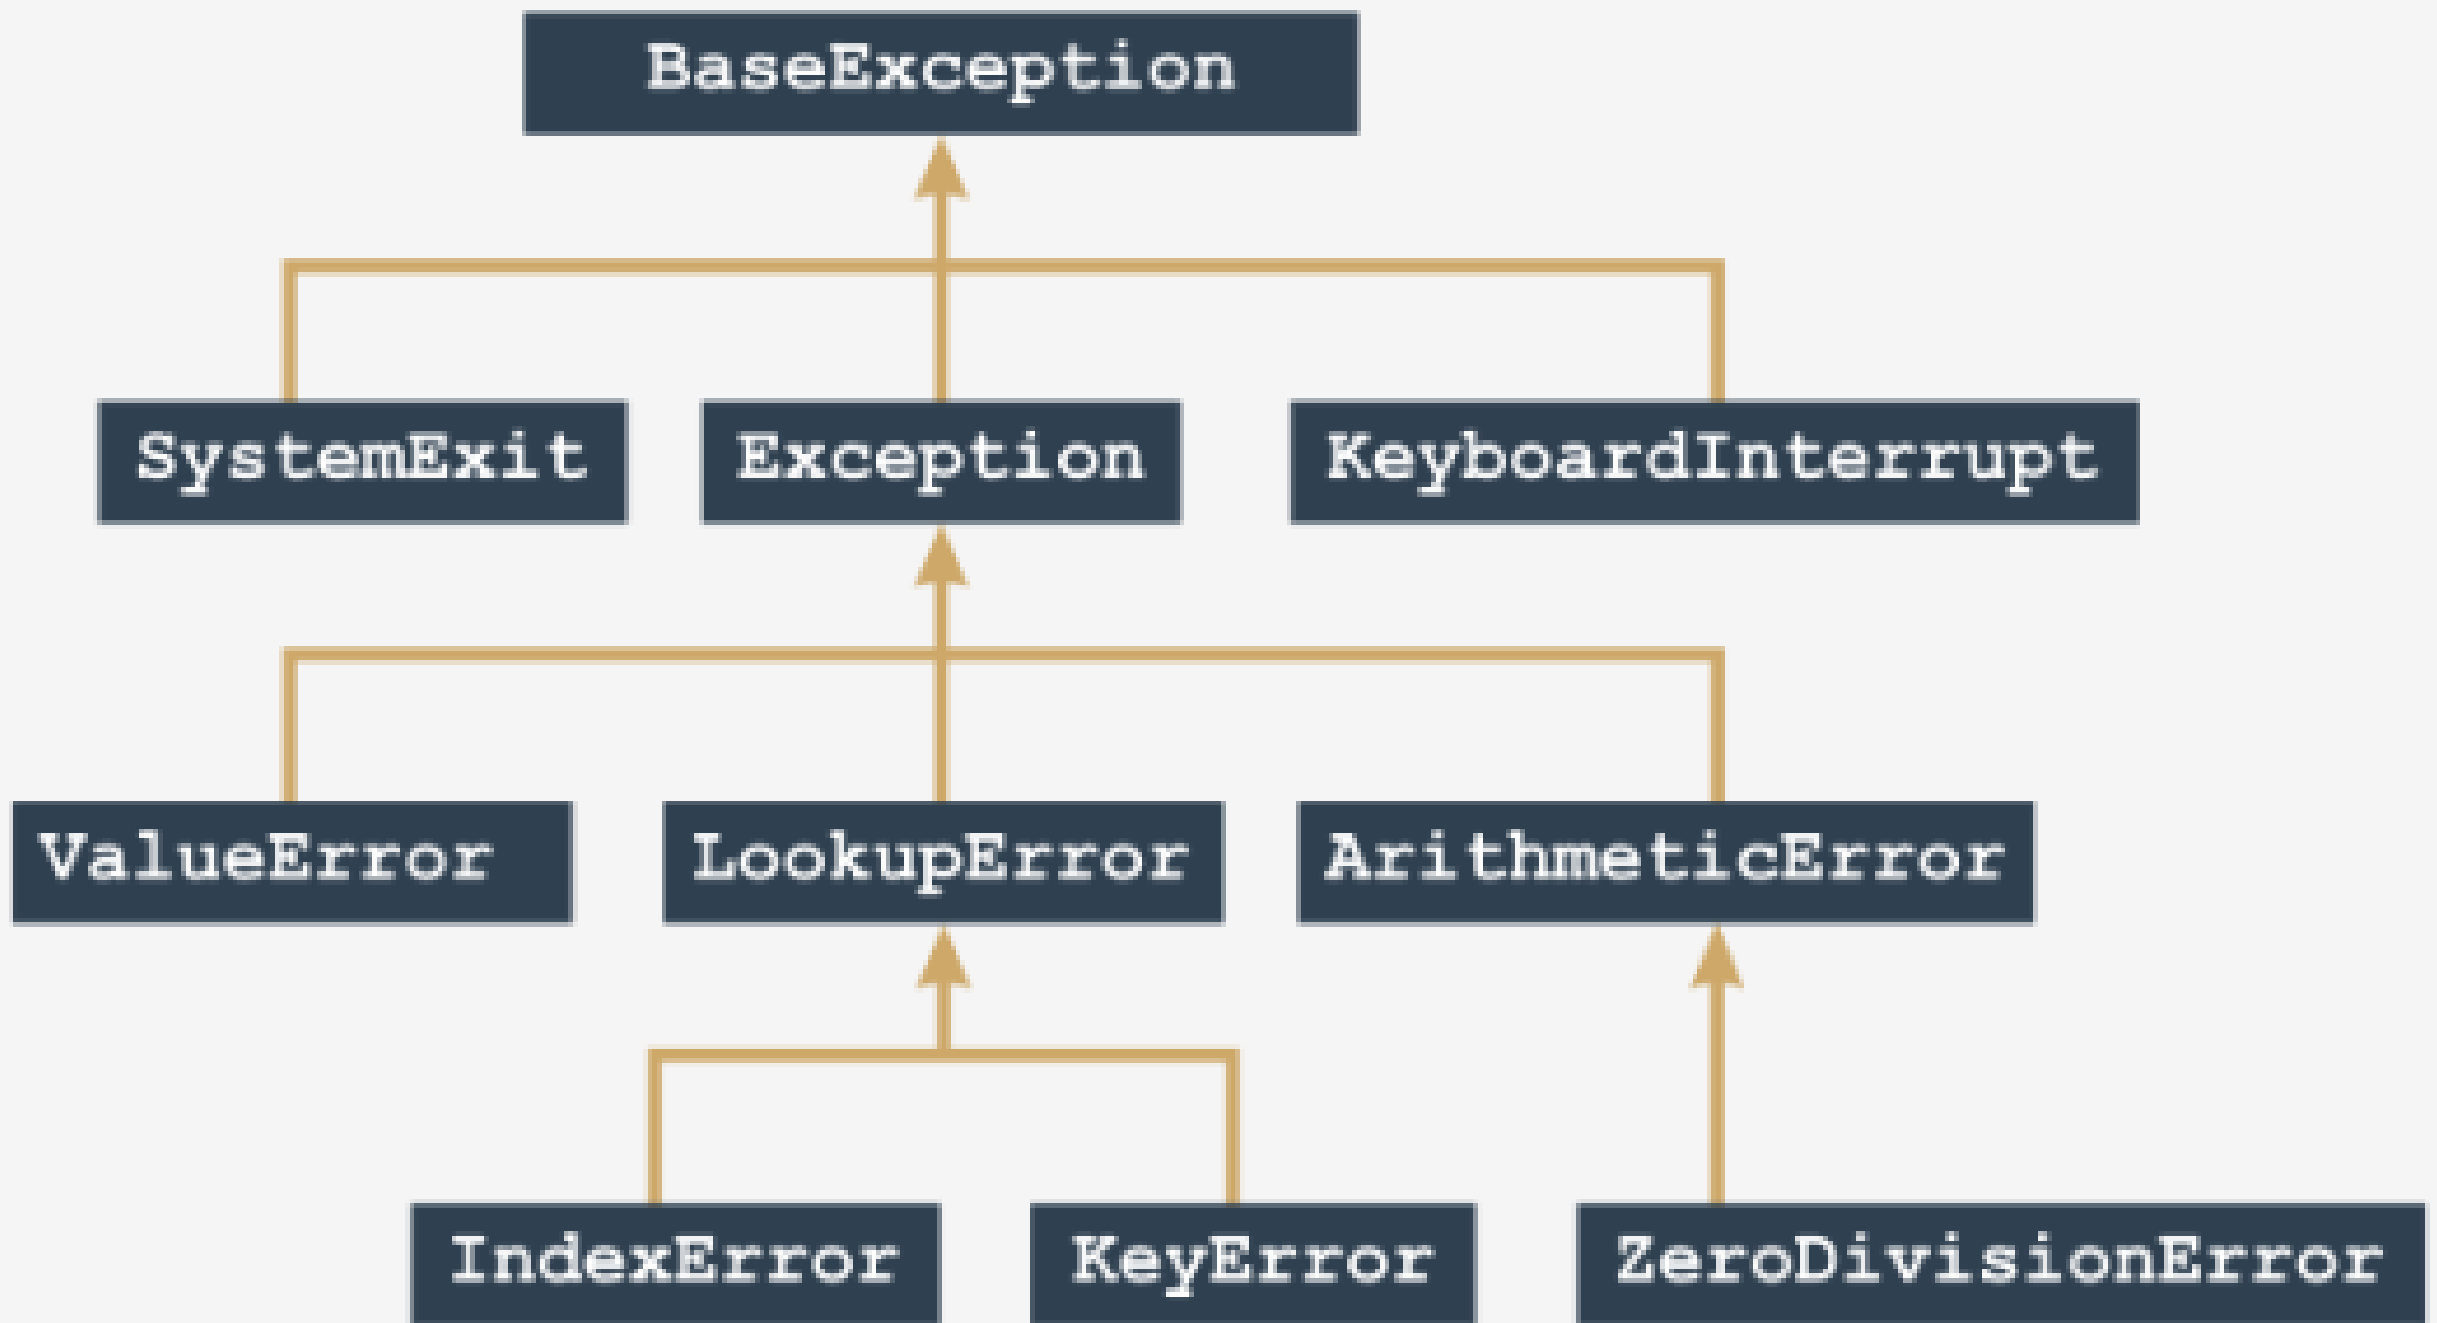 BaseException
SystemExit
Exception
KeyboardInterrupt
ValueError
LookupError
ArithmeticError
IndexError
KeyError
ZeroDivisionError